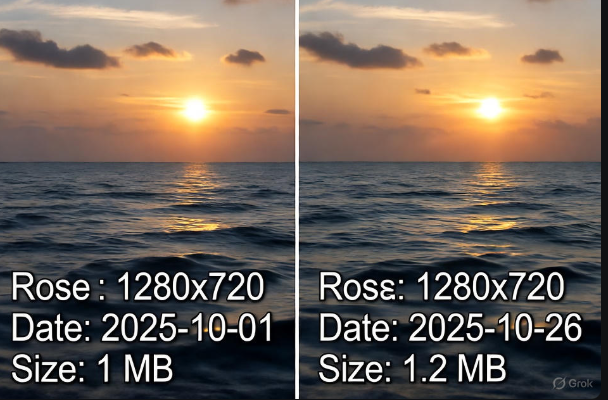 Rose : 1280x720
Date: 2025-10-01
Size: 1 MB
Rosε: 1280x720
Date: 2025-10-26
Size: 1.2 MB
Grok